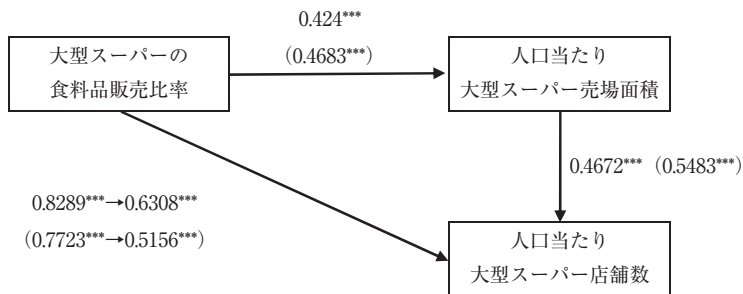 0.424***
（0.4683***）
大型スーパーの
食料品販売比率
人口当たり
大型スーパー売場面積
0.4672***（0.5483***）
0.8289***→0.6308***
（0.7723***→0.5156***）
人口当たり
大型スーパー店舗数